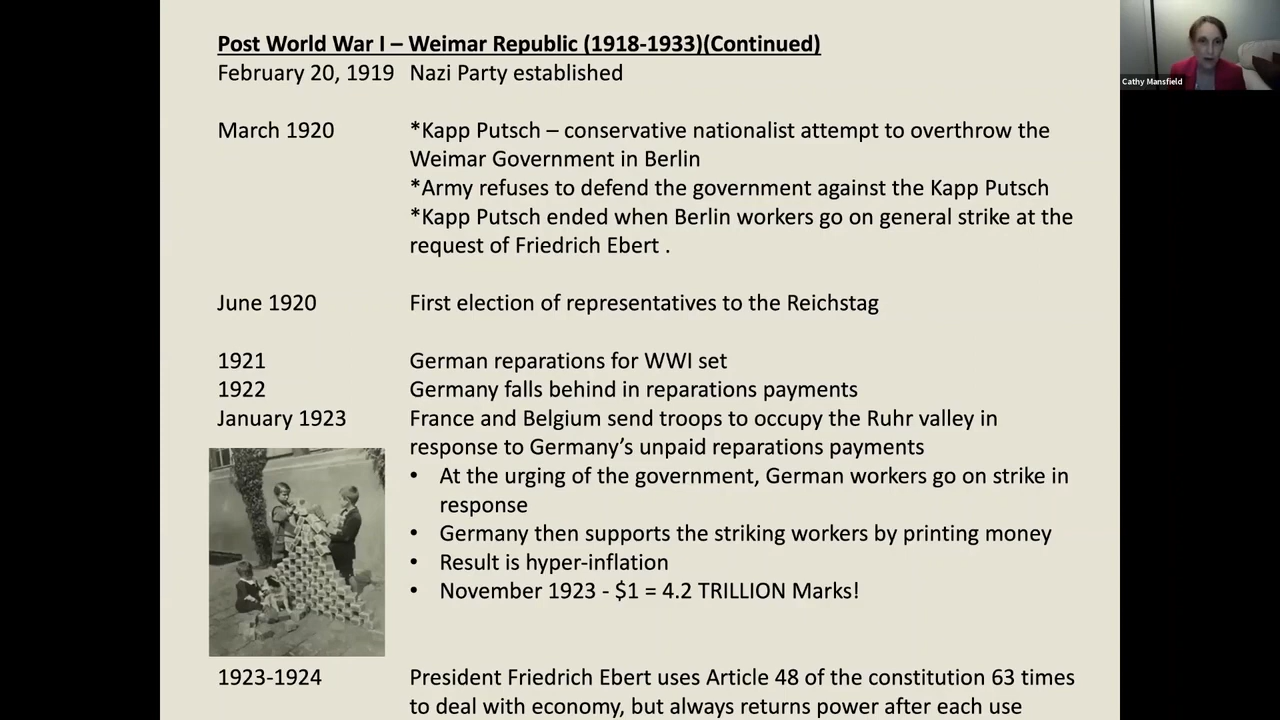 Post World War I – Weimar Republic (1918-1933)(Continued)
February 20, 1919 Nazi Party established
March 1920 *Kapp Putsch – conservative nationalist attempt to overthrow the
Weimar Government in Berlin
*Army refuses to defend the government against the Kapp Putsch
*Kapp Putsch ended when Berlin workers go on general strike at the
request of Friedrich Ebert .
June 1920 First election of representatives to the Reichstag
1921 German reparations for WWI set
1922 Germany falls behind in reparations payments
January 1923 France and Belgium send troops to occupy the Ruhr valley in
response to Germany's unpaid reparations payments
• At the urging of the government, German workers go on strike in
response
• Germany then supports the striking workers by printing money
• Result is hyper-inflation
• November 1923 - $1 = 4.2 TRILLION Marks!
1923-1924 President Friedrich Ebert uses Article 48 of the constitution 63 times
to deal with economy, but always returns power after each use
Cathy Mansfield